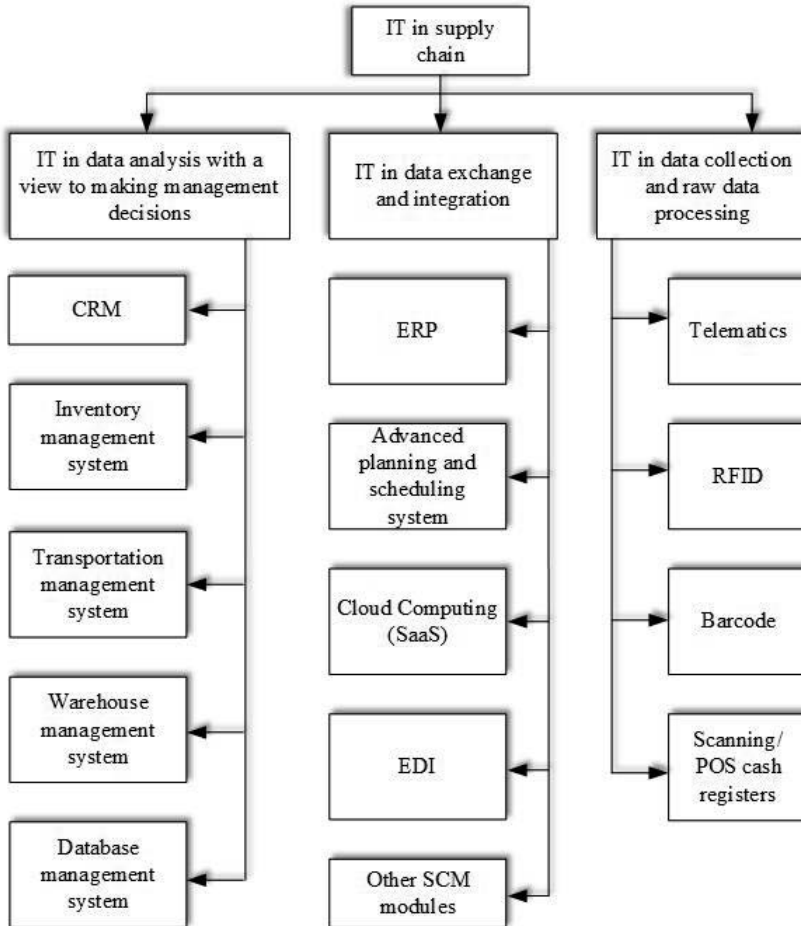 IT in supply
chain
IT in data analysis with a
view to making management
decisions
IT in data exchange
and integration
IT in data collection
and raw data
processing
CRM
Inventory
management
system
Transportation
management
system
Warehouse
management
system
Database
management
system
ERP
Advanced
planning and
scheduling
system
Cloud Computing
(SaaS)
EDI
Other SCM
modules
Telematics
RFID
Barcode
Scanning/
POS cash
registers